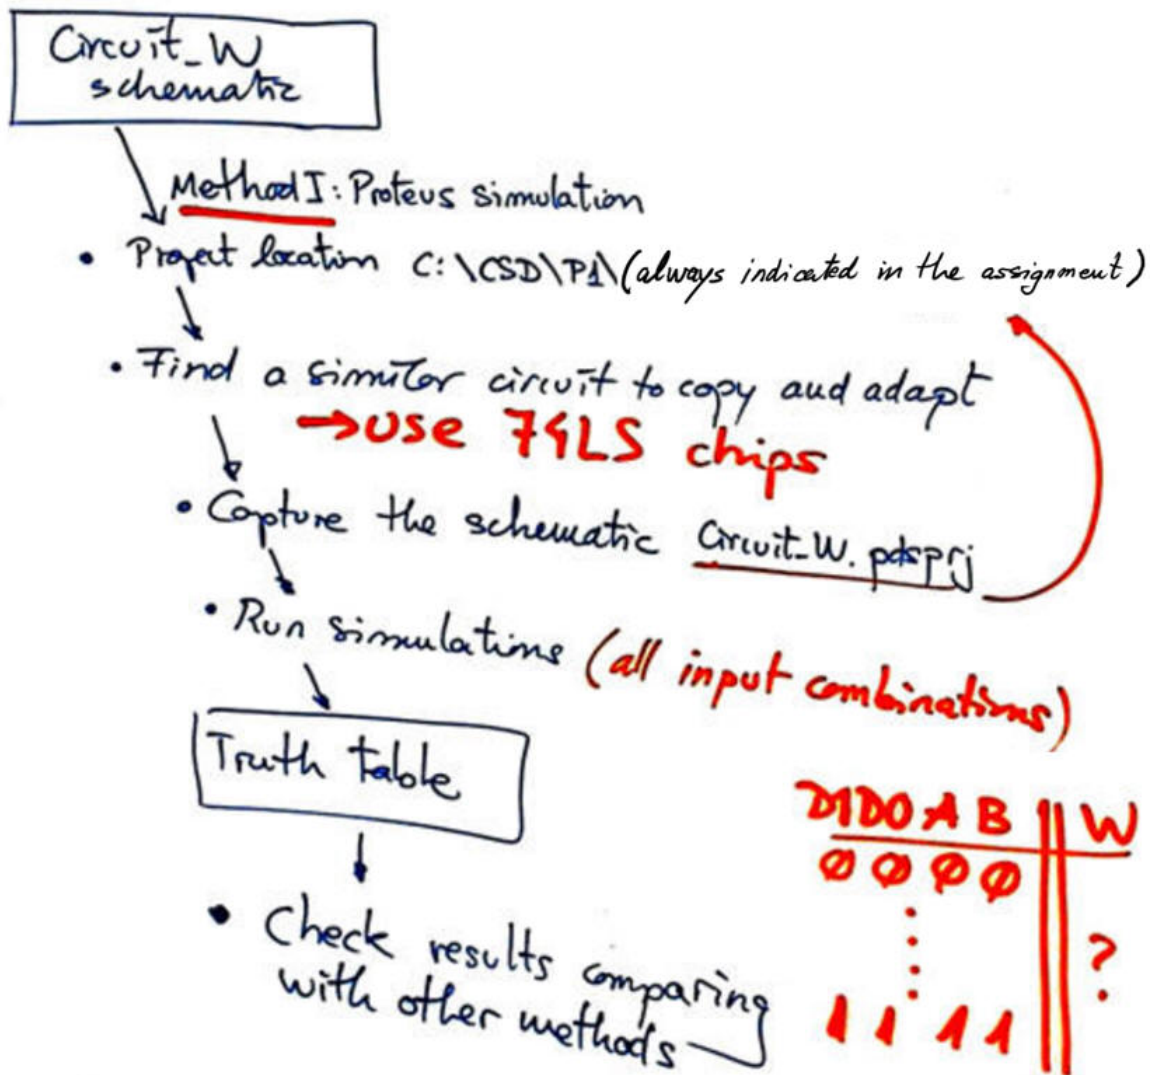 Circuit_W
schematic
Method I: Proteus simulation
• Project location C:\CSD\P1\(always indicated in the assignment)
• Find a similar circuit to copy and adapt
→use 74LS chips
• Capture the schematic Circuit_W.pdsprj
• Run simulations (all input combinations)
Truth table
D1 D0 A B W
0 0 0 0
?
1 1 1 1
• Check results comparing
with other methods